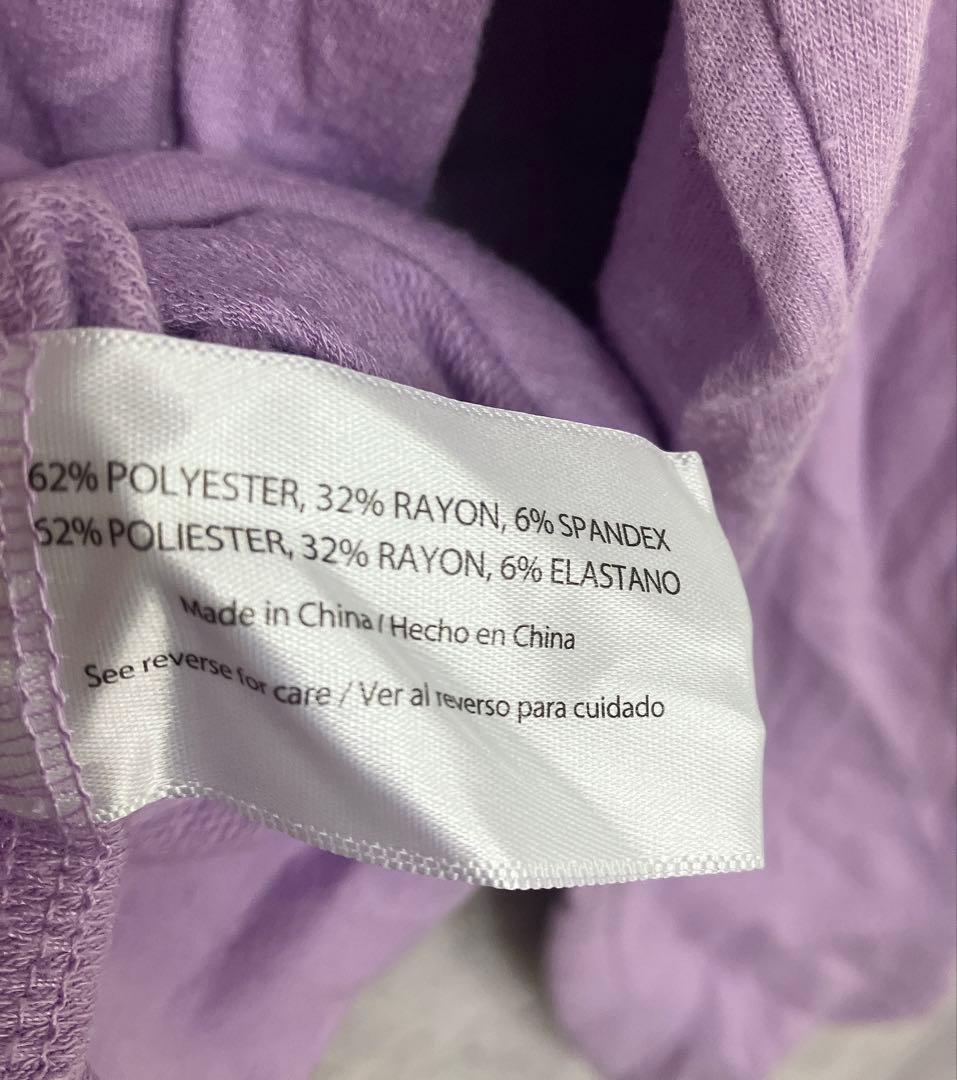 62% POLYESTER, 32% RAYON, 6% SPANDEX
62% POLIESTER, 32% RAYON, 6% ELASTANO
Made in China / Hecho en China
See reverse for care / Ver al reverso para cuidado